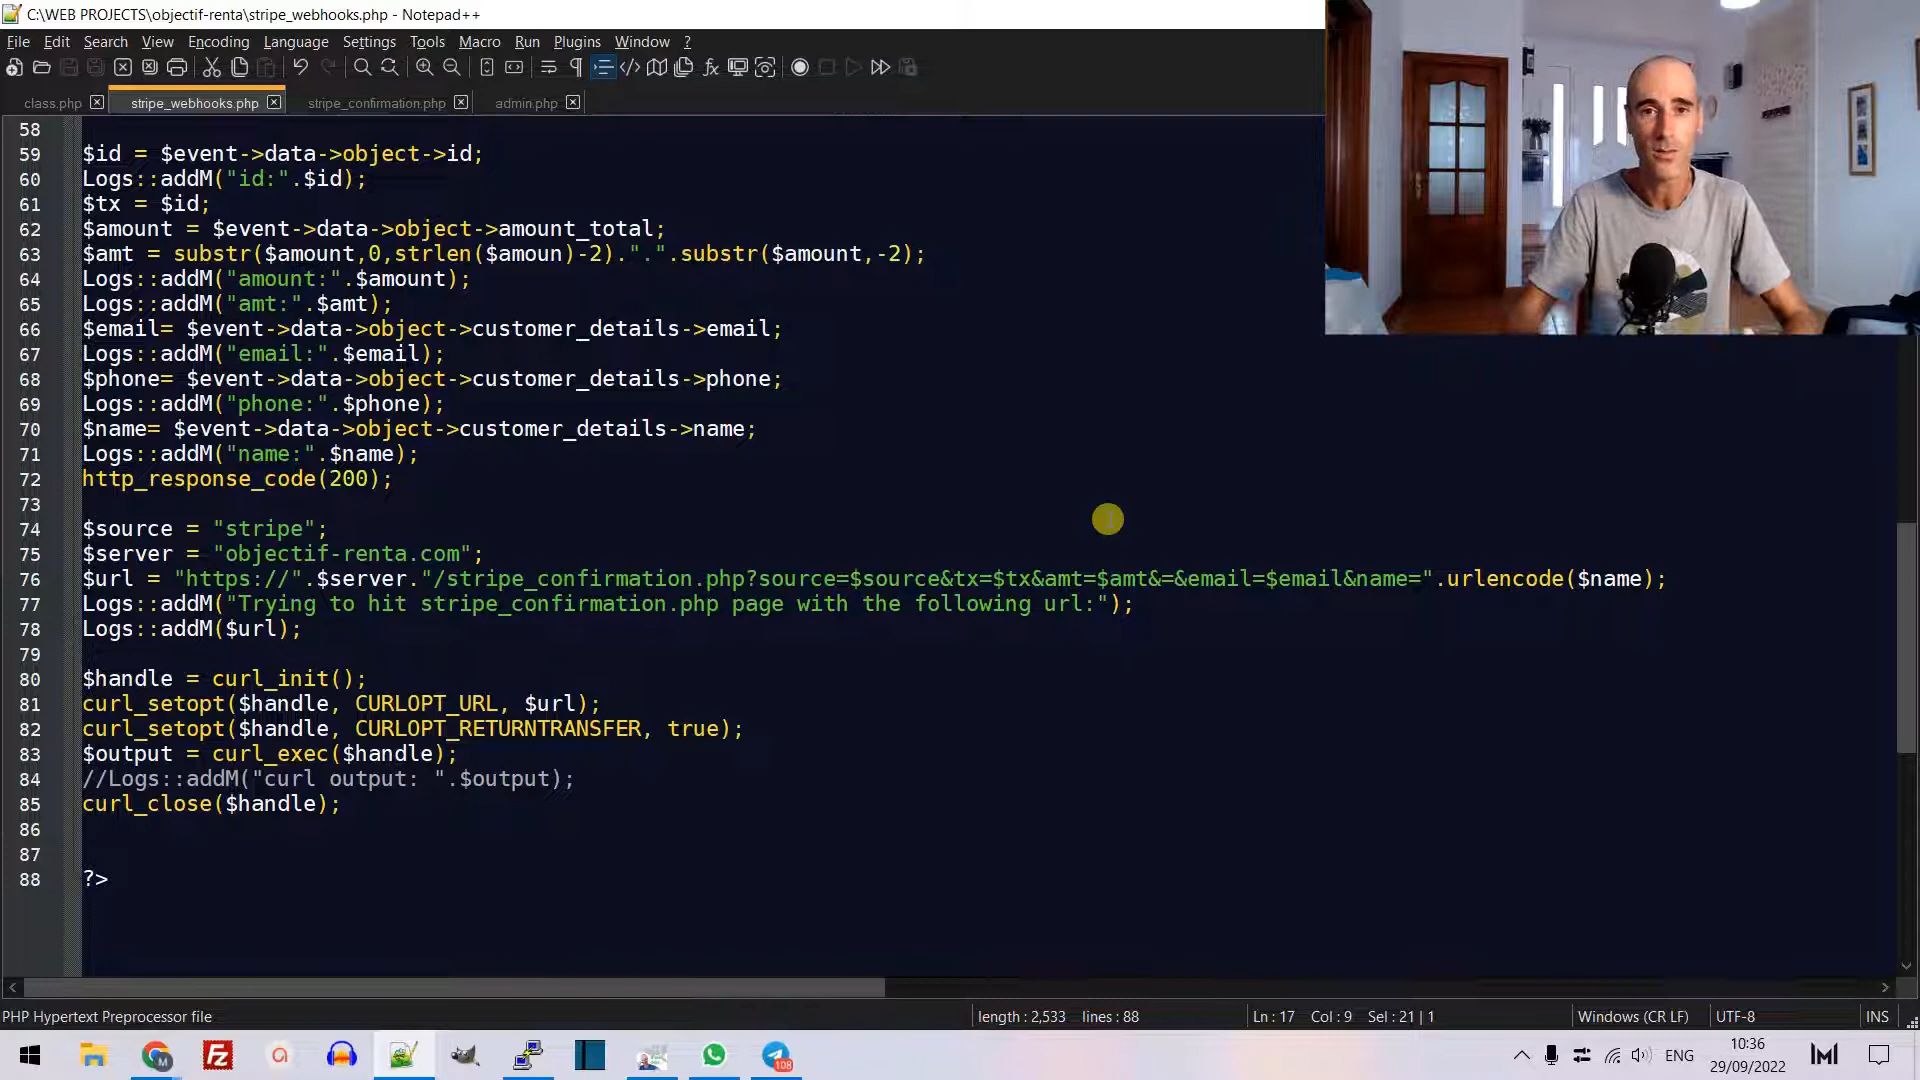 C:\WEB PROJECTS\objectif-renta\stripe_webhooks.php - Notepad++
File Edit Search View Encoding Language Settings Tools Macro Run Plugins Window ?
class.php stripe_webhooks.php stripe_confirmation.php admin.php
58
59 $id = $event->data->object->id;
60 Logs::addM("id:".$id);
61 $tx = $id;
62 $amount = $event->data->object->amount_total;
63 $amt = substr($amount,0,strlen($amoun)-2).".".substr($amount,-2);
64 Logs::addM("amount:".$amount);
65 Logs::addM("amt:".$amt);
66 $email= $event->data->object->customer_details->email;
67 Logs::addM("email:".$email);
68 $phone= $event->data->object->customer_details->phone;
69 Logs::addM("phone:".$phone);
70 $name= $event->data->object->customer_details->name;
71 Logs::addM("name:".$name);
72 http_response_code(200);
73
74 $source = "stripe";
75 $server = "objectif-renta.com";
76 $url = "https://".$server."/stripe_confirmation.php?source=$source&tx=$tx&amt=$amt&=&email=$email&name=".urlencode($name);
77 Logs::addM("Trying to hit stripe_confirmation.php page with the following url:");
78 Logs::addM($url);
79
80 $handle = curl_init();
81 curl_setopt($handle, CURLOPT_URL, $url);
82 curl_setopt($handle, CURLOPT_RETURNTRANSFER, true);
83 $output = curl_exec($handle);
84 //Logs::addM("curl output: ".$output);
85 curl_close($handle);
86
87
88 ?>
PHP Hypertext Preprocessor file length : 2,533 lines : 88 Ln : 17 Col : 9 Sel : 21 | 1 Windows (CR LF) UTF-8 INS
108 ENG 10:36
29/09/2022